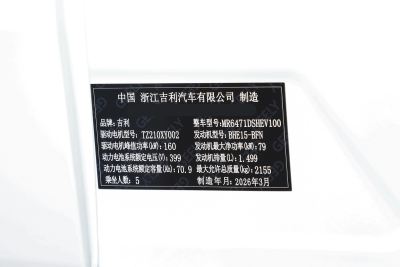 中国 浙江吉利汽车有限公司 制造
品牌:吉利 整车型号:MR6471DSHEV100
驱动电机型号:TZ210XY002 发动机型号:BHE15-BFN
驱动电机峰值功率(kW):160 发动机最大净功率(kW):79
动力电池系统额定电压(V):399 发动机排量(L):1.499
动力电池系统额定容量(Ah):70.9 最大允许总质量(kg):2155
乘坐人数:5 制造年月:2026年3月